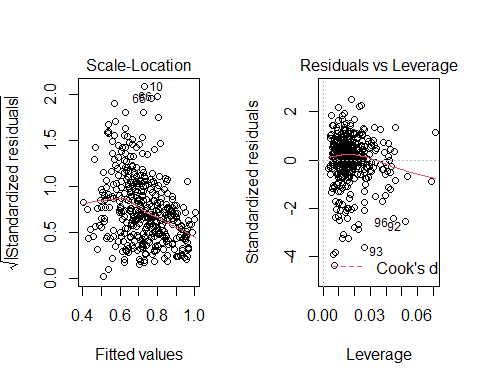 Scale-Location
√|Standardized residuals|
0.0 0.5 1.0 1.5 2.0
10
66
65
0.4 0.6 0.8 1.0
Fitted values
Residuals vs Leverage
Standardized residuals
-4 -2 0 2
96
92
93
Cook's d
0.00 0.03 0.06
Leverage